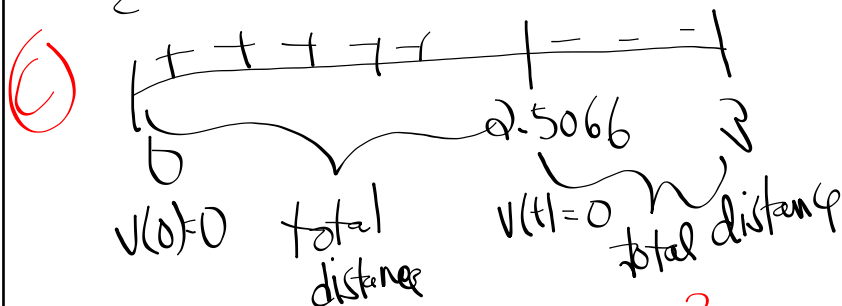 C
+ + + + + | - - - |
0 2.5066 3
v(0)=0 total distance v(t)=0 total distance